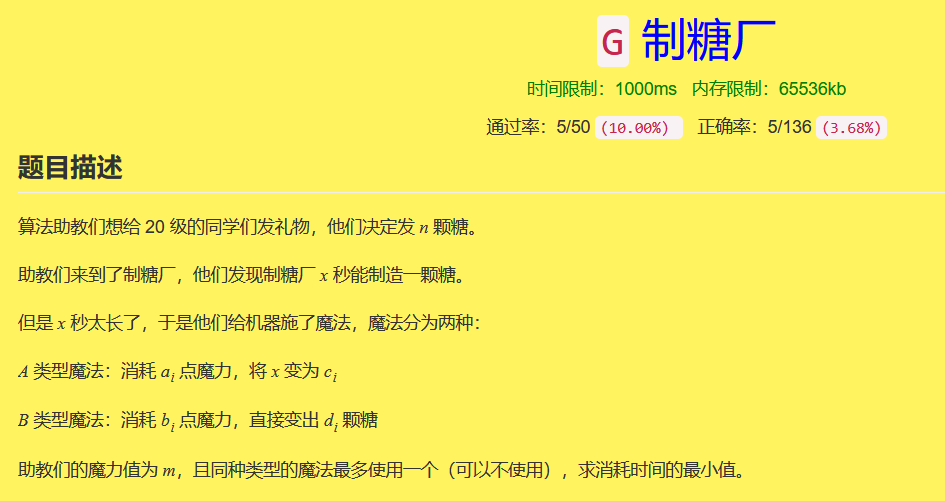 G 制糖厂
时间限制：1000ms 内存限制：65536kb
通过率：5/50 (10.00%) 正确率：5/136 (3.68%)
题目描述
算法助教们想给 20 级的同学们发礼物，他们决定发 n 颗糖。
助教们来到了制糖厂，他们发现制糖厂 x 秒能制造一颗糖。
但是 x 秒太长了，于是他们给机器施了魔法，魔法分为两种：
A 类型魔法：消耗 a_i 点魔力，将 x 变为 c_i
B 类型魔法：消耗 b_i 点魔力，直接变出 d_i 颗糖
助教们的魔力值为 m，且同种类型的魔法最多使用一个（可以不使用），求消耗时间的最小值。